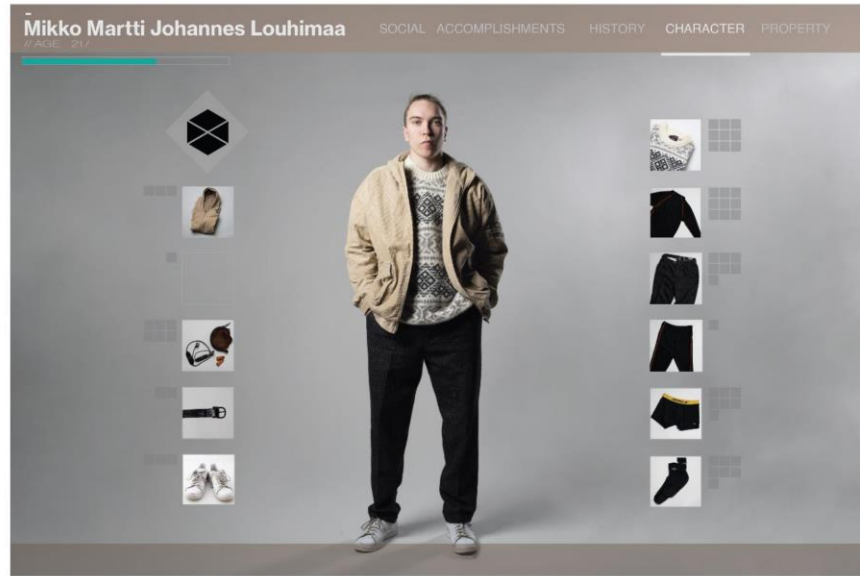 Mikko Martti Johannes Louhimaa
SOCIAL ACCOMPLISHMENTS HISTORY CHARACTER PROPERTY
// AGE 21/